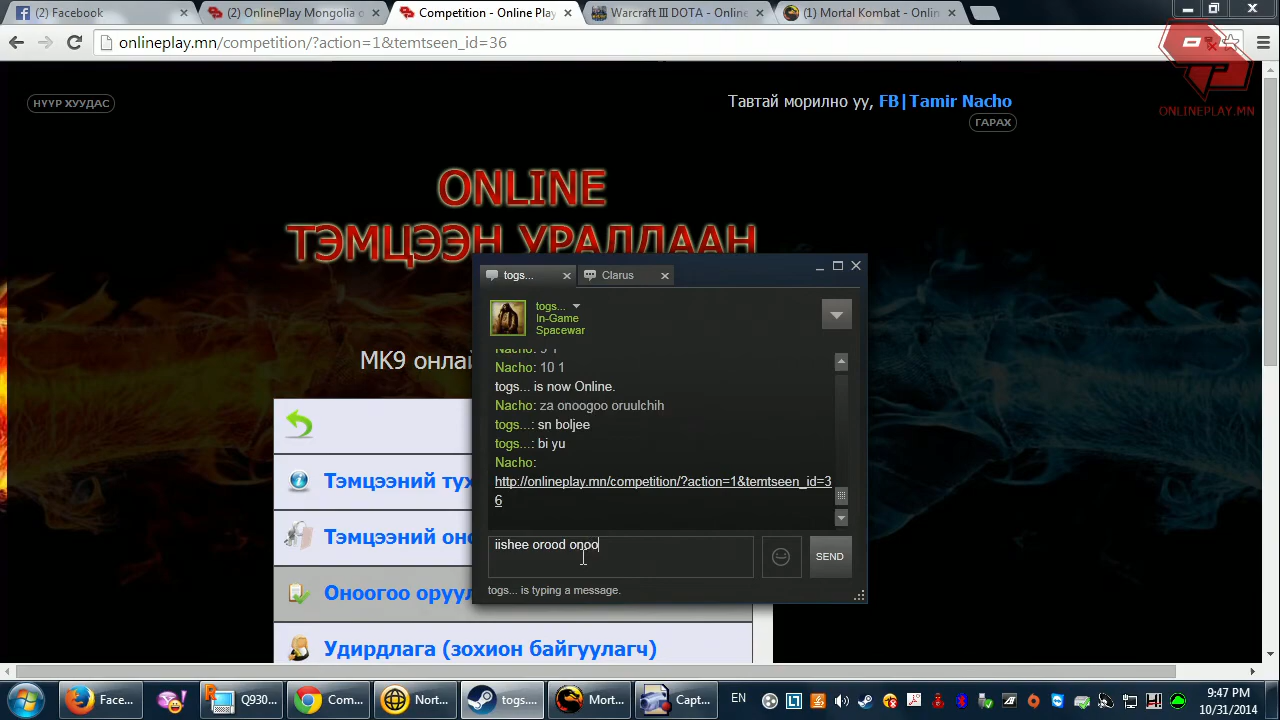 Facebook
(2) OnlinePlay Mongolia o
Competition - Online Play
Warcraft III DOTA - Online
(1) Mortal Kombat - Onlin
onlineplay.mn/competition/?action=1&temtseen_id=36
НҮҮР ХУУДАС
Тавтай морилно уу, FB|Tamir Nacho
ГАРАХ
ONLINEPLAY.MN
ONLINE
ТЭМЦЭЭН УРАЛДААН
МК9 онлай
togs...
Clarus
togs...
In-Game
Spacewar
Nacho: 9 1
Nacho: 10 1
togs... is now Online.
Nacho: za onoogoo oruulchih
togs...: sn boljee
togs...: bi yu
Nacho:
http://onlineplay.mn/competition/?action=1&temtseen_id=3
6
iishee orood onoo
SEND
togs... is typing a message.
Тэмцээний тух
Тэмцээний оно
Оноогоо оруул
Удирдлага (зохион байгуулагч)
Face...
Q930...
Com...
Nort...
togs....
Mort...
Capt...
EN
9:47 PM
10/31/2014